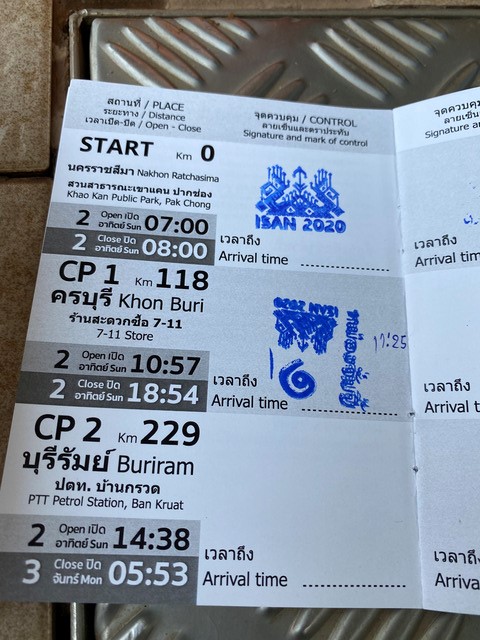 สถานที่ / PLACE
ระยะทาง / Distance
เวลาเปิด-ปิด / Open - Close
จุดควบคุม / CONTROL
ลายเซ็นและตราประทับ
Signature and mark of control
จุดควบคุม
Signature and
START Km 0
นครราชสีมา Nakhon Ratchasima
สวนสาธารณะเขาแคน ปากช่อง
Khao Kan Public Park, Pak Chong
2 Open เปิด อาทิตย์ Sun 07:00
2 Close ปิด อาทิตย์ Sun 08:00
ISAN 2020
เวลาถึง
Arrival time
เวลาถึง
Arrival tim
CP 1 Km 118
ครบุรี Khon Buri
ร้านสะดวกซื้อ 7-11
7-11 Store
2 Open เปิด อาทิตย์ Sun 10:57
2 Close ปิด อาทิตย์ Sun 18:54
ISAN 2020
เวลาถึง
Arrival time
เวลาถึง
Arrival t
CP 2 Km 229
บุรีรัมย์ Buriram
ปตท. บ้านกรวด
PTT Petrol Station, Ban Kruat
2 Open เปิด อาทิตย์ Sun 14:38
3 Close ปิด จันทร์ Mon 05:53
เวลาถึง
Arrival time
เวลาถึง
Arriva